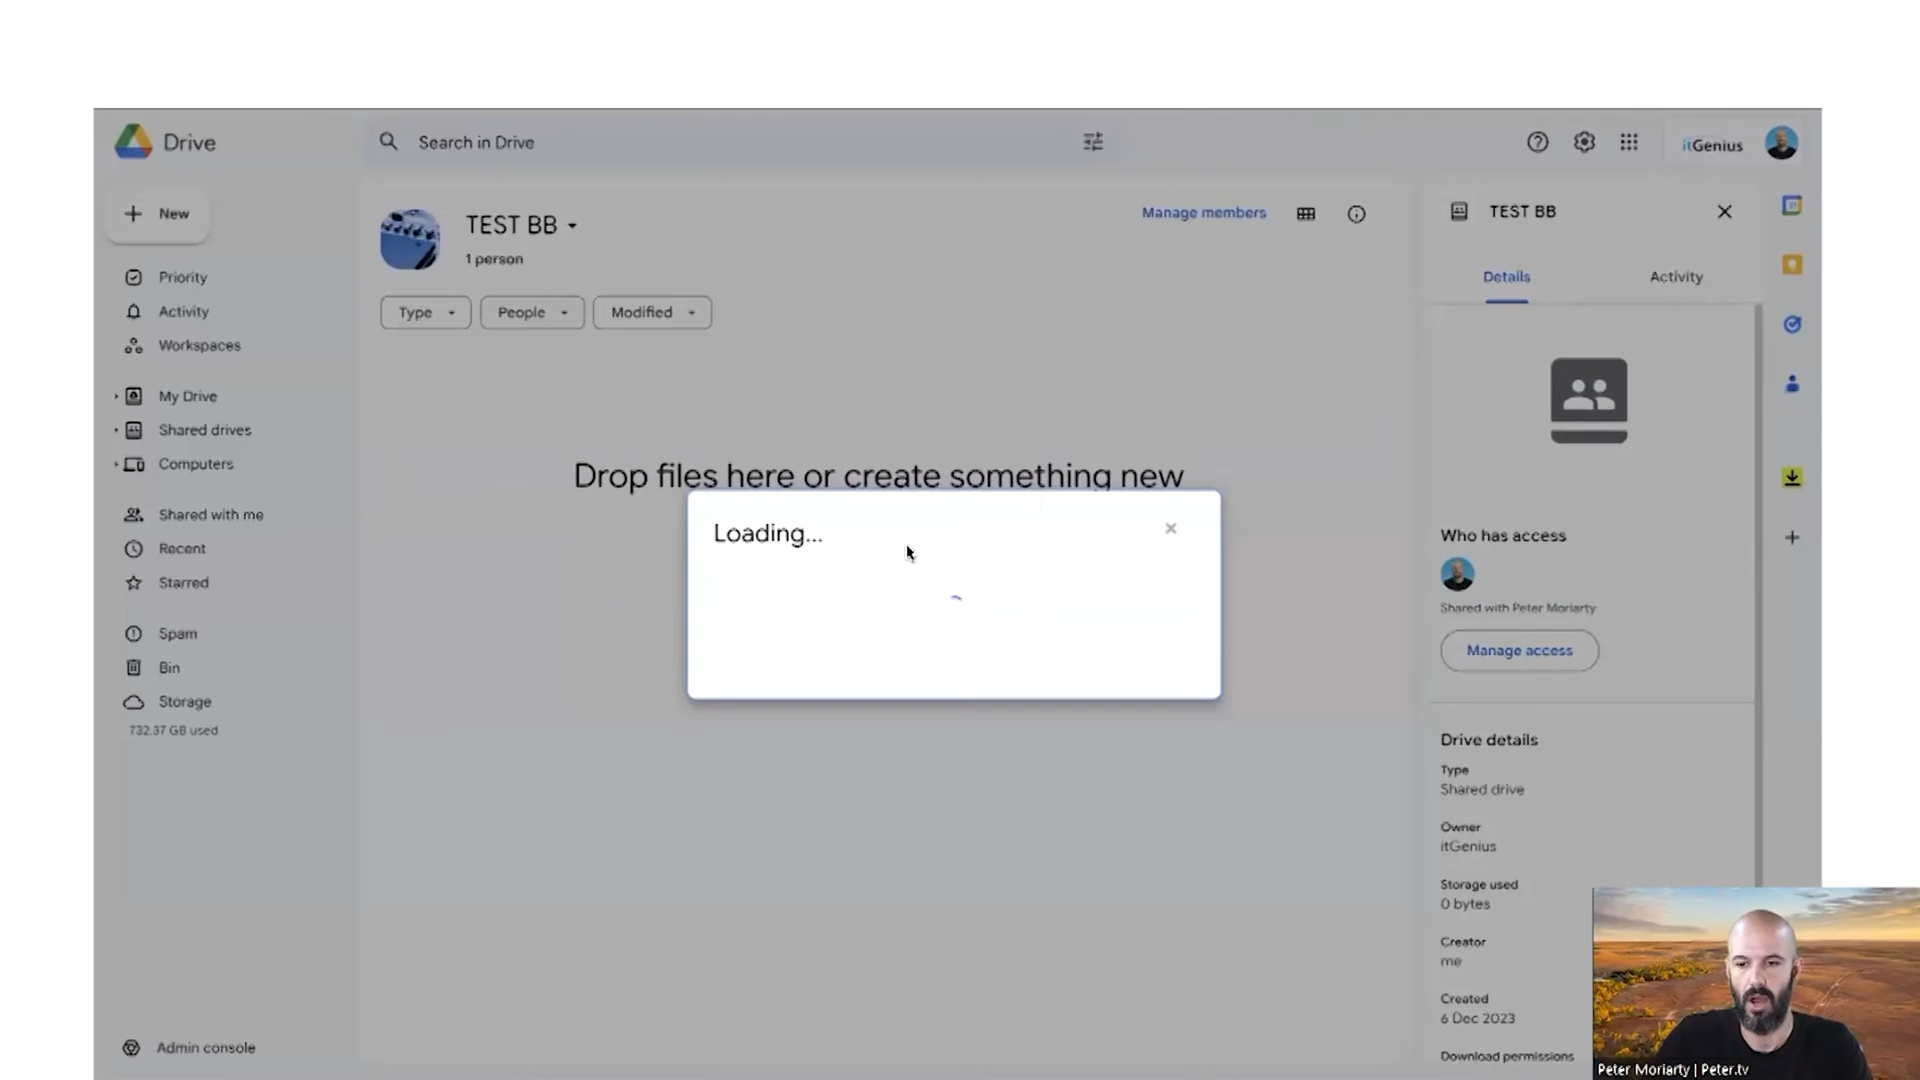 Drive
Search in Drive
itGenius
New
TEST BB
1 person
Manage members
TEST BB
Details
Activity
Priority
Activity
Workspaces
Type
People
Modified
My Drive
Shared drives
Computers
Drop files here or create something new
Loading...
Shared with me
Recent
Starred
Who has access
Shared with Peter Moriarty
Manage access
Spam
Bin
Storage
732.37 GB used
Drive details
Type
Shared drive
Owner
itGenius
Storage used
0 bytes
Creator
me
Created
6 Dec 2023
Download permissions
Admin console
Peter Moriarty | Peter.tv